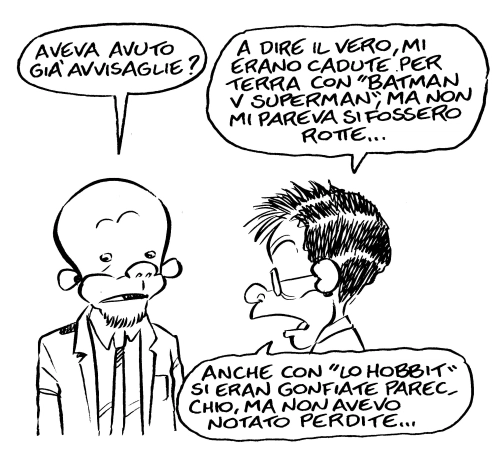 AVEVA AVUTO
GIA' AVVISAGLIE?
A DIRE IL VERO, MI
ERANO CADUTE PER
TERRA CON "BATMAN
V SUPERMAN", MA NON
MI PAREVA SI FOSSERO
ROTTE...
ANCHE CON "LO HOBBIT"
SI ERAN GONFIATE PAREC_
CHIO, MA NON AVEVO
NOTATO PERDITE...